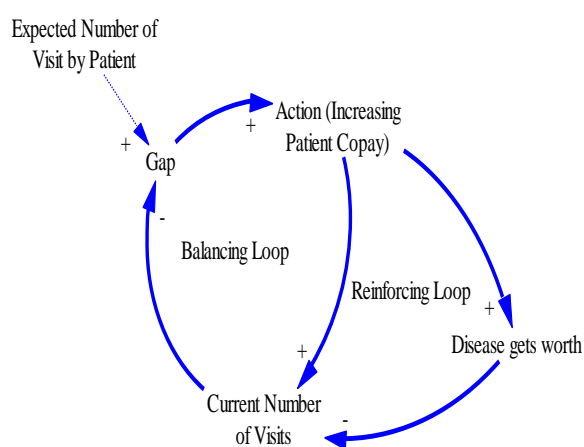 Expected Number of
Visit by Patient
+
Gap
+
Action (Increasing
Patient Copay)
-
Balancing Loop
Reinforcing Loop
+
Disease gets worth
+
Current Number
of Visits
-